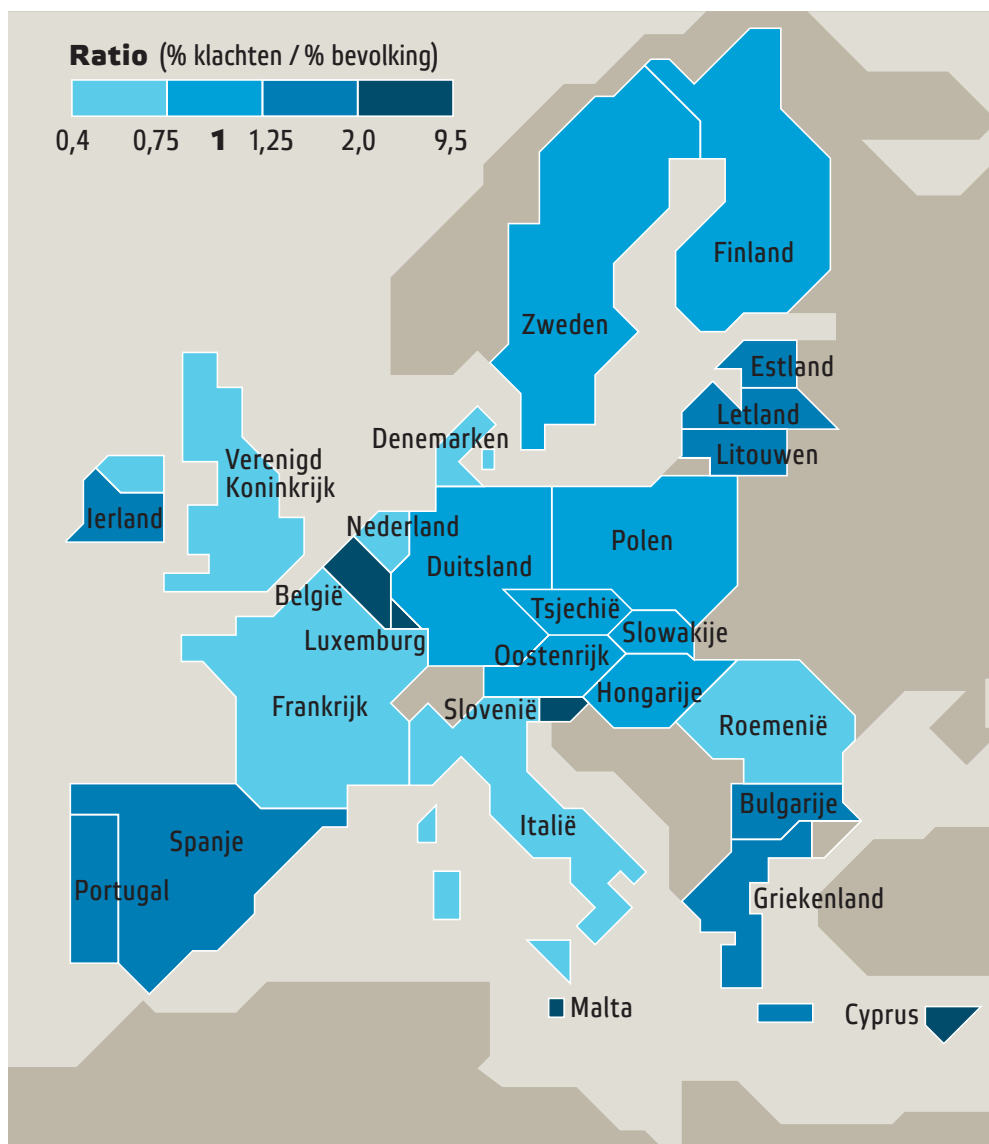 Ratio (% klachten / % bevolking)
0,4 0,75 1 1,25 2,0 9,5
Finland
Zweden
Estland
Letland
Denemarken
Litouwen
Verenigd
Koninkrijk
Ierland
Nederland
Polen
Duitsland
België
Tsjechië
Luxemburg
Slowakije
Oostenrijk
Hongarije
Frankrijk
Slovenië
Roemenië
Bulgarije
Italië
Spanje
Portugal
Griekenland
Malta
Cyprus